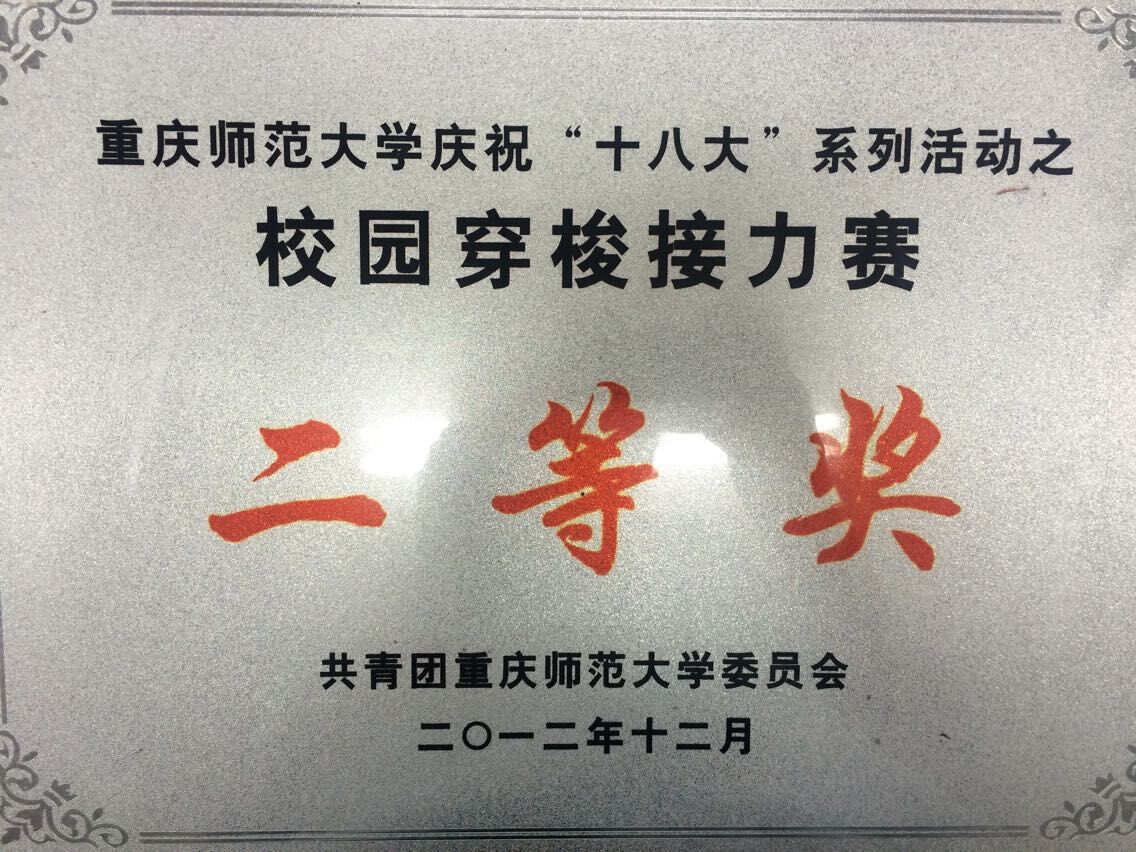 重庆师范大学庆祝“十八大”系列活动之
校园穿梭接力赛
二等奖
共青团重庆师范大学委员会
二〇一二年十二月